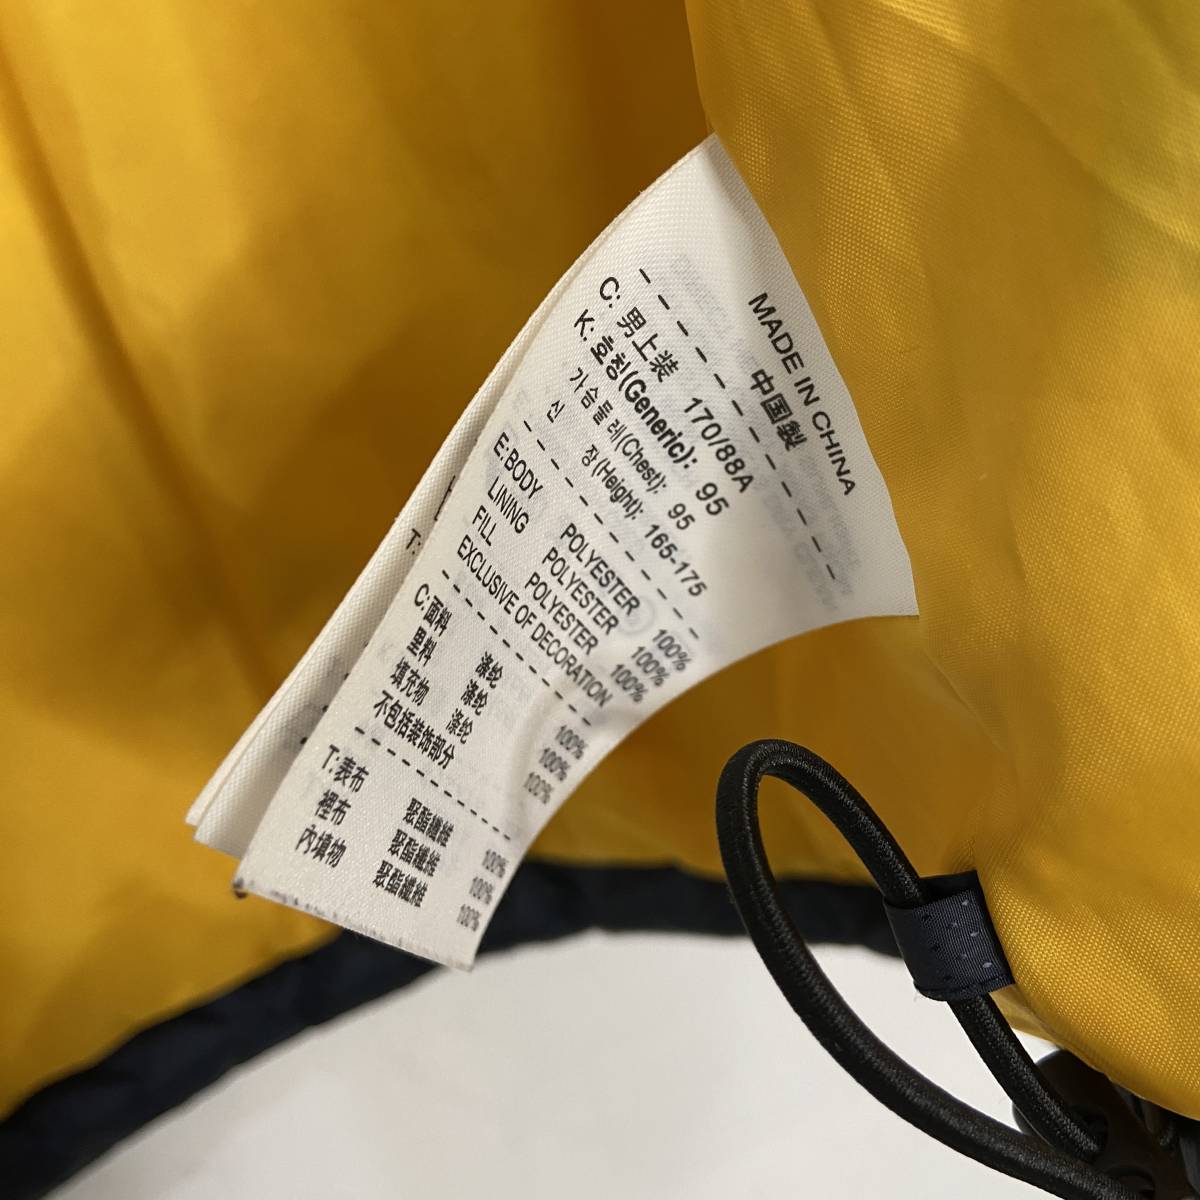 MADE IN CHINA
中国製
C: 男上装 170/88A
K: 호칭(Generic): 95
가슴둘레(Chest): 95
신 장(Height): 165-175
E:BODY POLYESTER 100%
LINING POLYESTER 100%
FILL POLYESTER 100%
EXCLUSIVE OF DECORATION
C:面料 涤纶 100%
里料 涤纶 100%
填充物 涤纶 100%
不包括装饰部分
T:表布 聚酯纖維 100%
裡布 聚酯纖維 100%
內填物 聚酯纖維 100%
T: